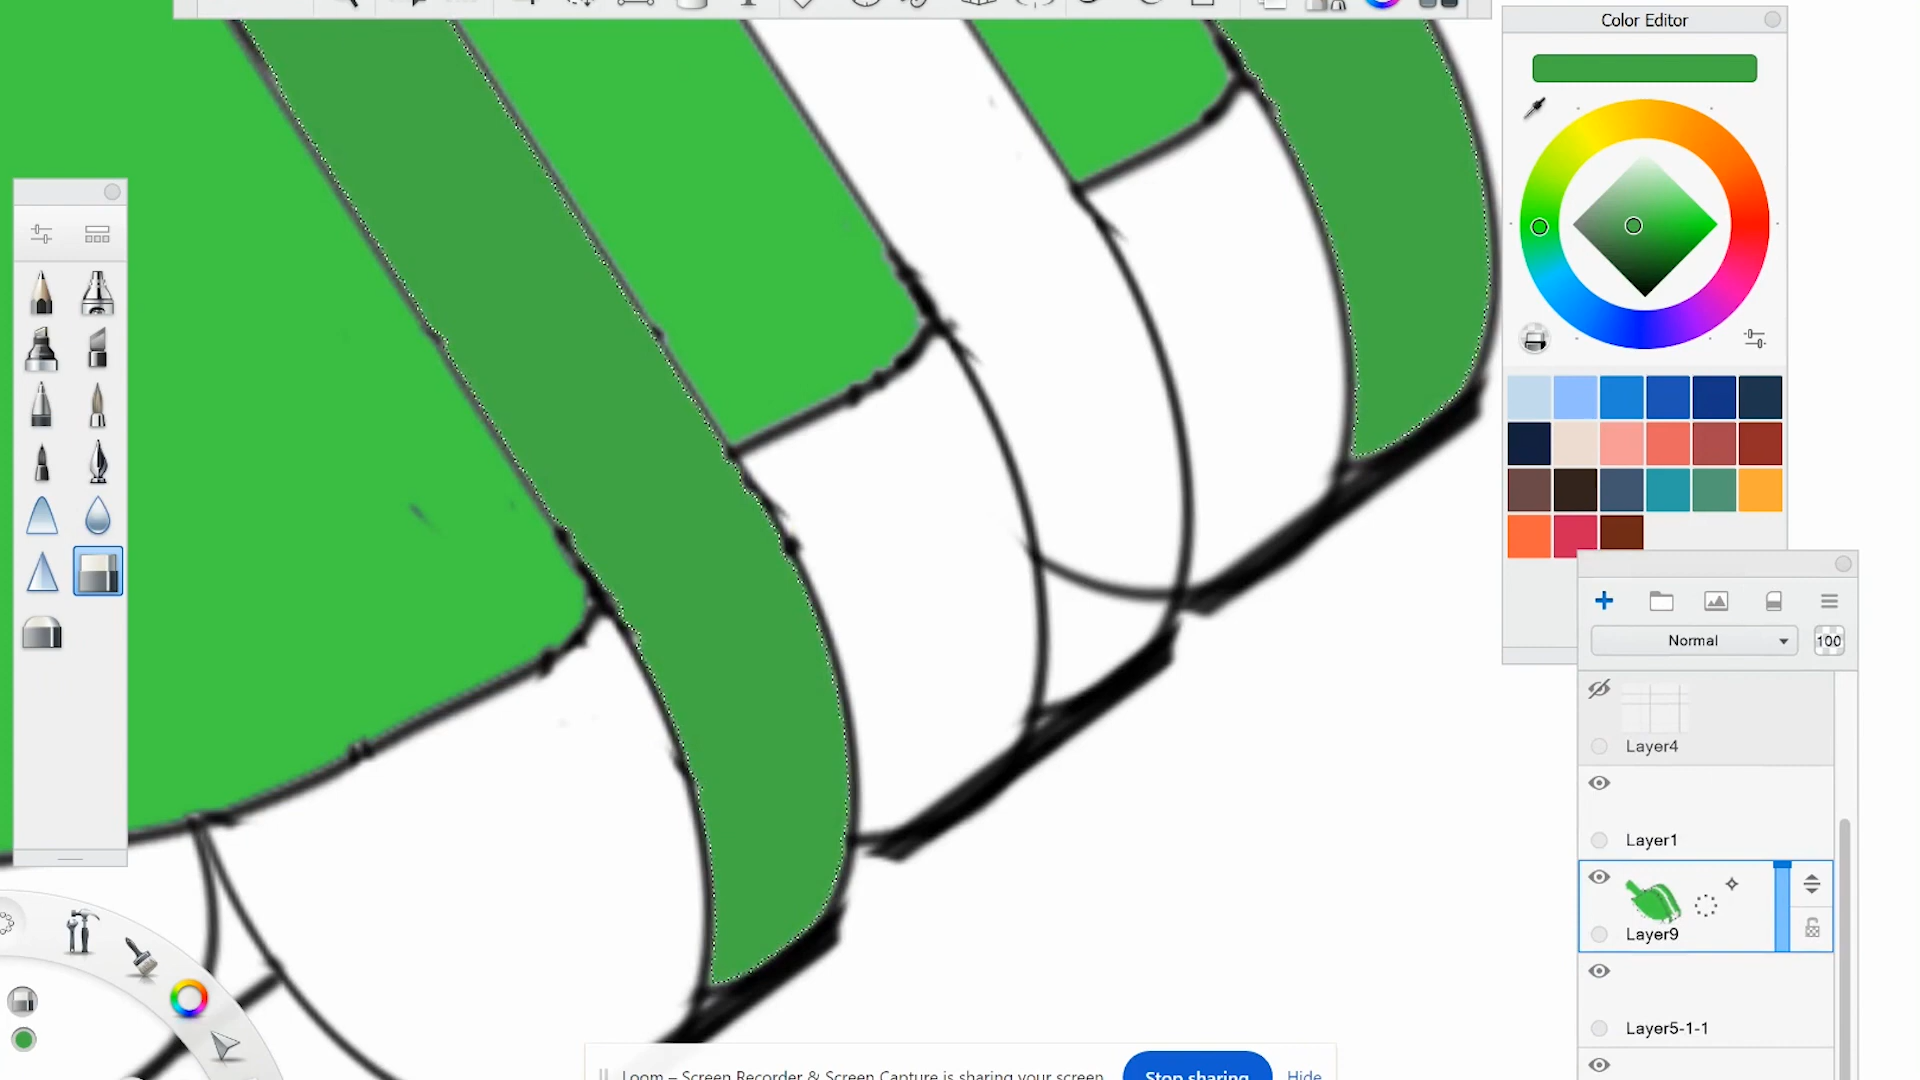 Color Editor
Normal
100
Layer4
Layer1
Layer9
Layer5-1-1
Loom – Screen Recorder & Screen Capture is sharing your screen.
Stop sharing
Hide